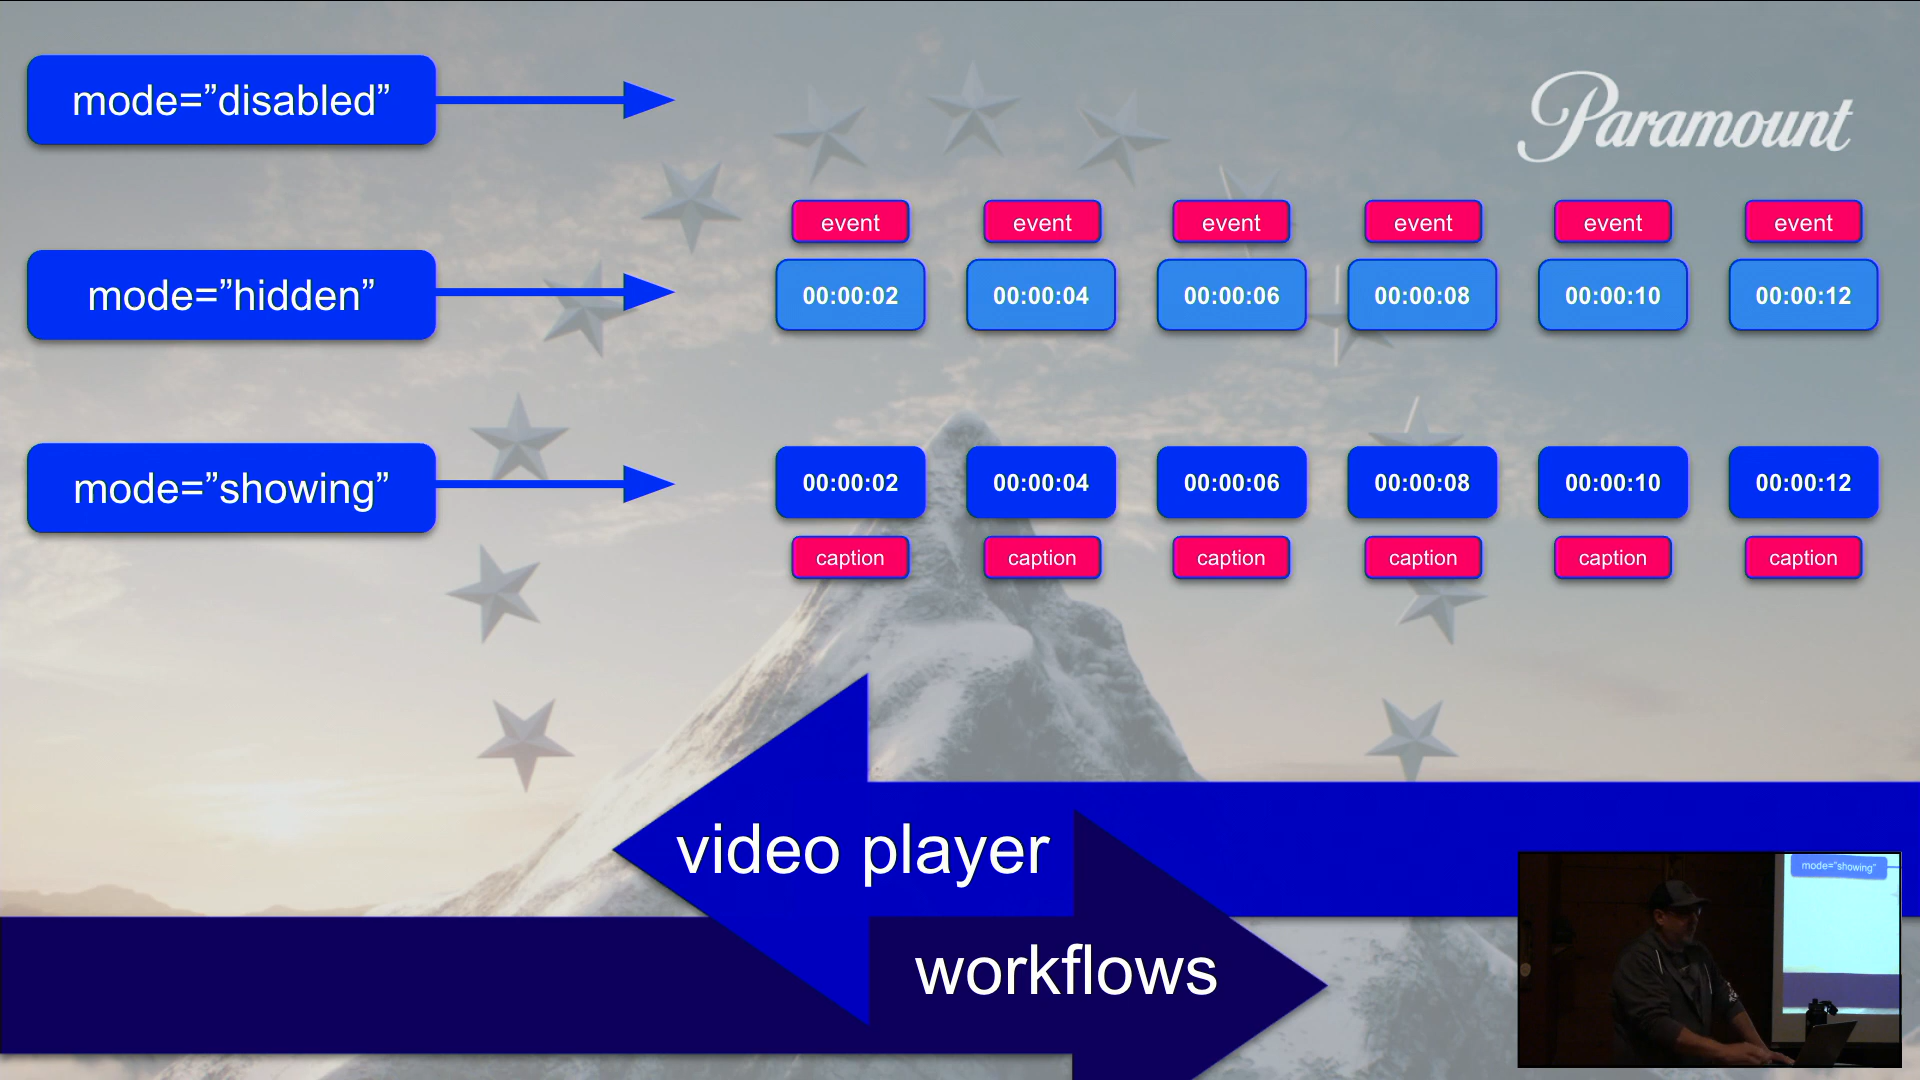 mode=”disabled”
Paramount
event event event event event event
mode=”hidden”
00:00:02 00:00:04 00:00:06 00:00:08 00:00:10 00:00:12
mode=”showing”
00:00:02 00:00:04 00:00:06 00:00:08 00:00:10 00:00:12
caption caption caption caption caption caption
video player
workflows
mode=”showing”